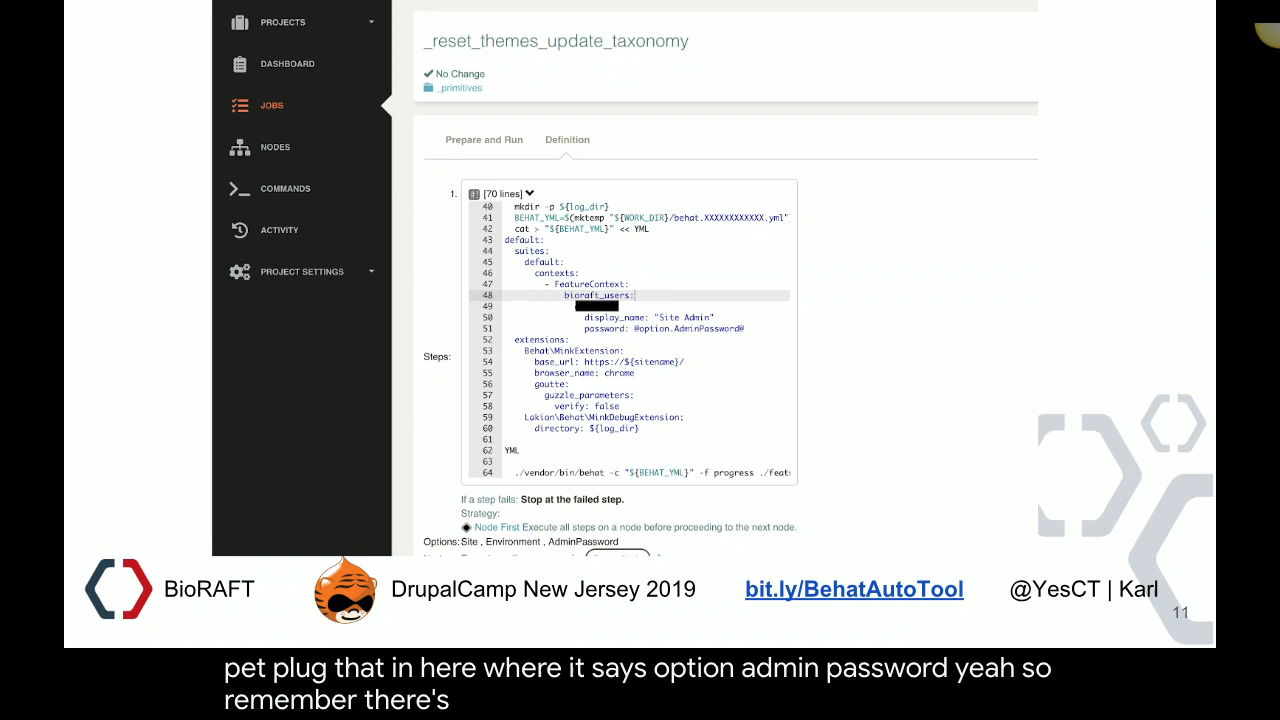 PROJECTS
DASHBOARD
JOBS
NODES
COMMANDS
ACTIVITY
PROJECT SETTINGS
_reset_themes_update_taxonomy
No Change
_primitives
Prepare and Run Definition
1. [70 lines]
40 mkdir -p ${log_dir}
41 BEHAT_YML=$(mktemp "${WORK_DIR}/behat.XXXXXXXXXXXX.yml"
42 cat > "${BEHAT_YML}" << YML
43 default:
44 suites:
45 default:
46 contexts:
47 - FeatureContext:
48 bioraft_users:
49
50 display_name: "Site Admin"
51 password: @option.AdminPassword@
52 extensions:
53 Behat\MinkExtension:
54 base_url: https://${sitename}/
55 browser_name: chrome
56 goutte:
57 guzzle_parameters:
58 verify: false
59 Lakion\Behat\MinkDebugExtension:
60 directory: ${log_dir}
61
62 YML
63
64 ./vendor/bin/behat -c "${BEHAT_YML}" -f progress ./feat
Steps:
If a step fails: Stop at the failed step.
Strategy:
Node First Execute all steps on a node before proceeding to the next node.
Options: Site , Environment , AdminPassword
BioRAFT DrupalCamp New Jersey 2019 bit.ly/BehatAutoTool @YesCT | Karl
11
pet plug that in here where it says option admin password yeah so
remember there's